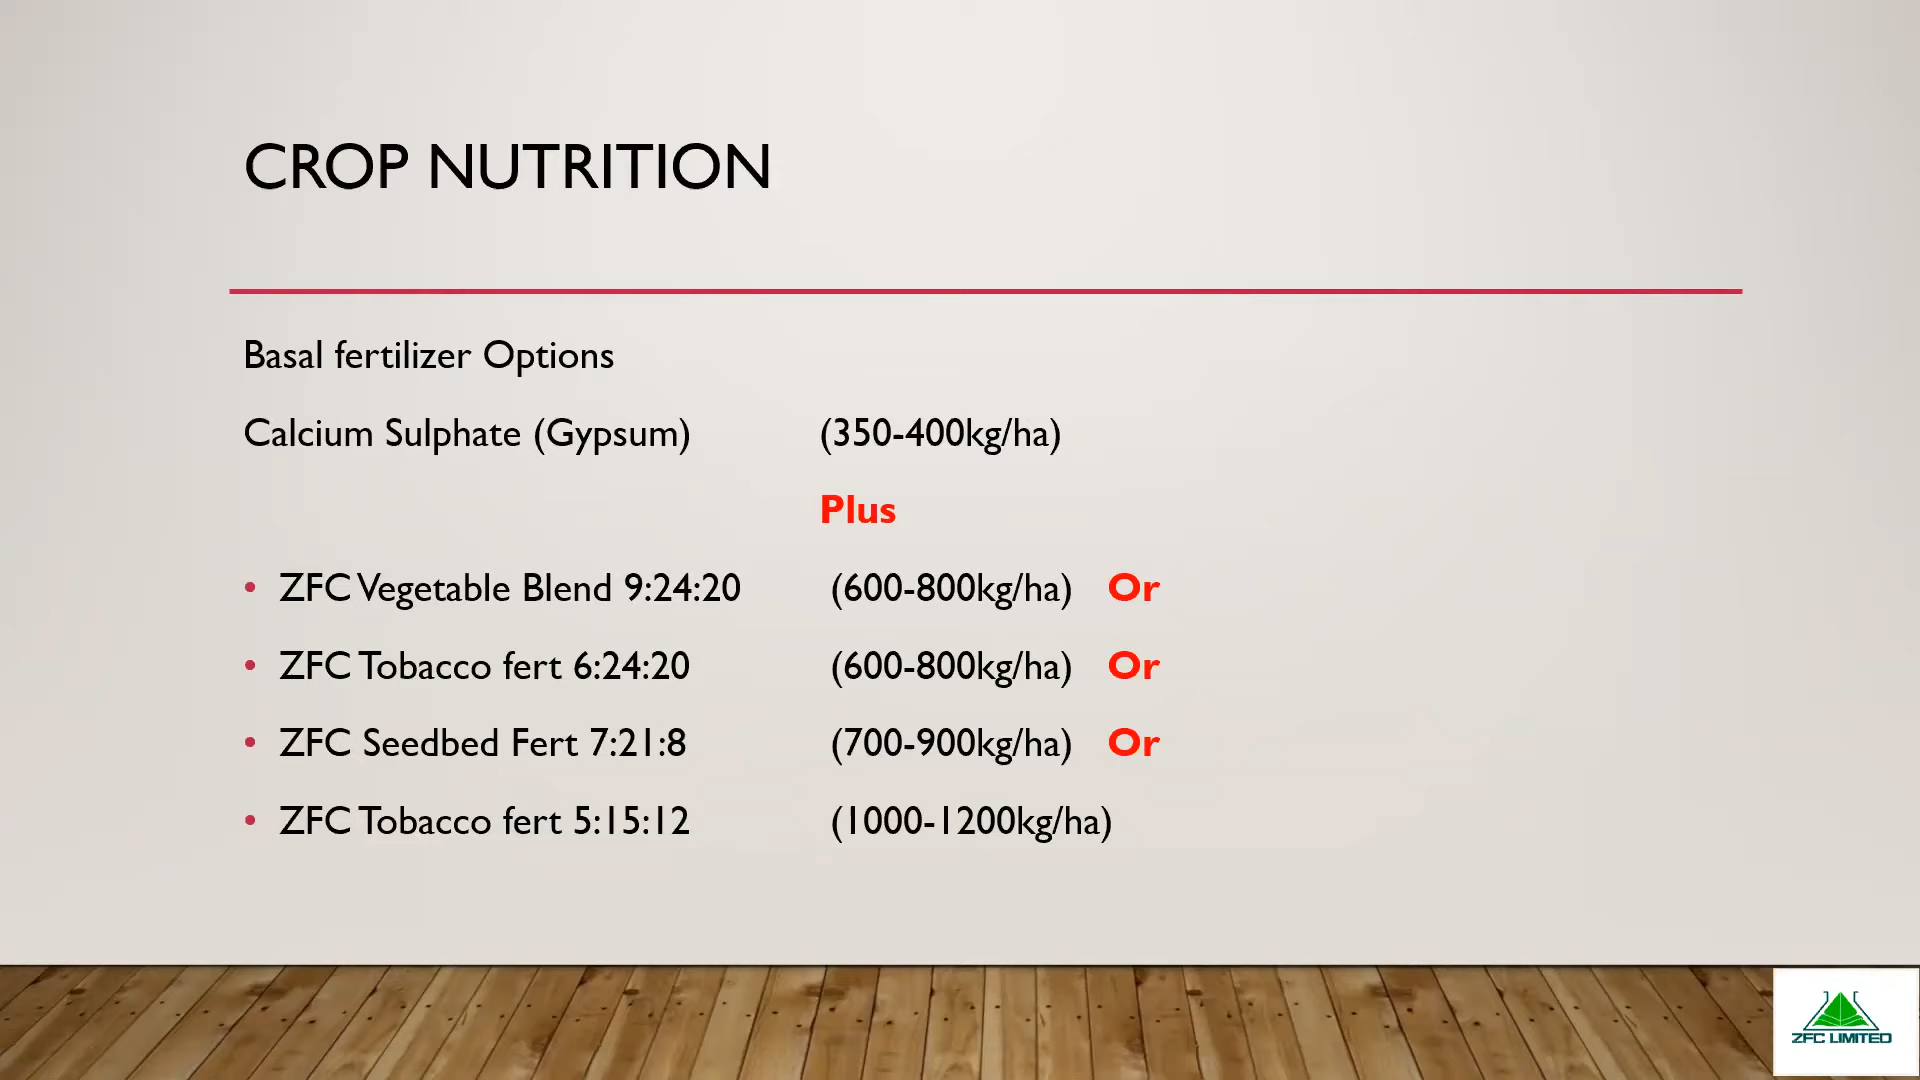 CROP NUTRITION
Basal fertilizer Options
Calcium Sulphate (Gypsum) (350-400kg/ha)
Plus
• ZFC Vegetable Blend 9:24:20 (600-800kg/ha) Or
• ZFC Tobacco fert 6:24:20 (600-800kg/ha) Or
• ZFC Seedbed Fert 7:21:8 (700-900kg/ha) Or
• ZFC Tobacco fert 5:15:12 (1000-1200kg/ha)
ZFC LIMITED